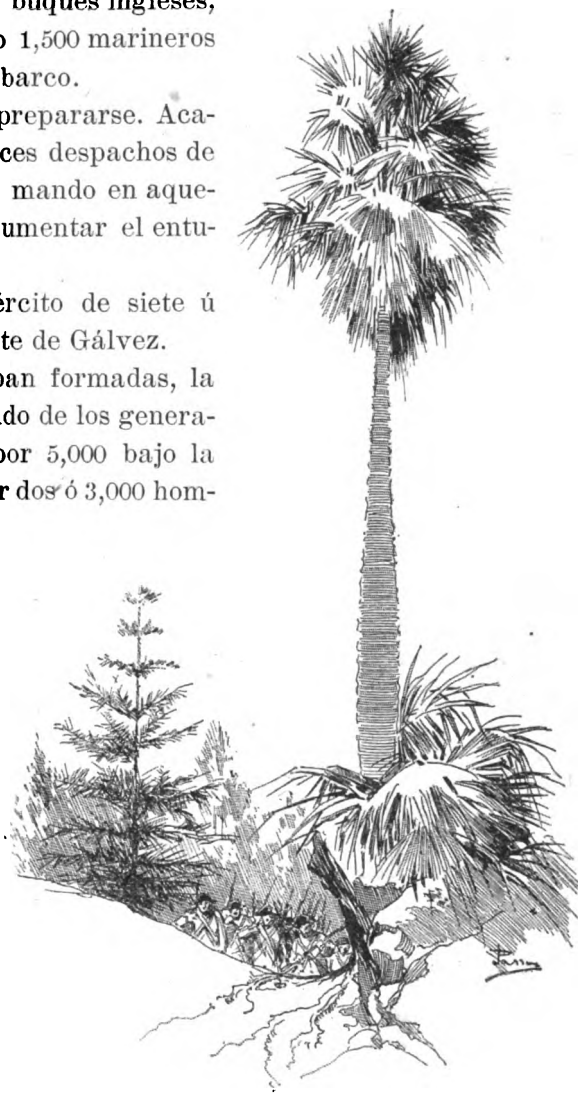 buques ingleses,
1,500 marineros
barco.
prepararse. Aca-
ces despachos de
mando en aque-
umentar el entu-
ército de siete ú
te de Gálvez.
ban formadas, la
do de los genera-
por 5,000 bajo la
r dos ó 3,000 hom-